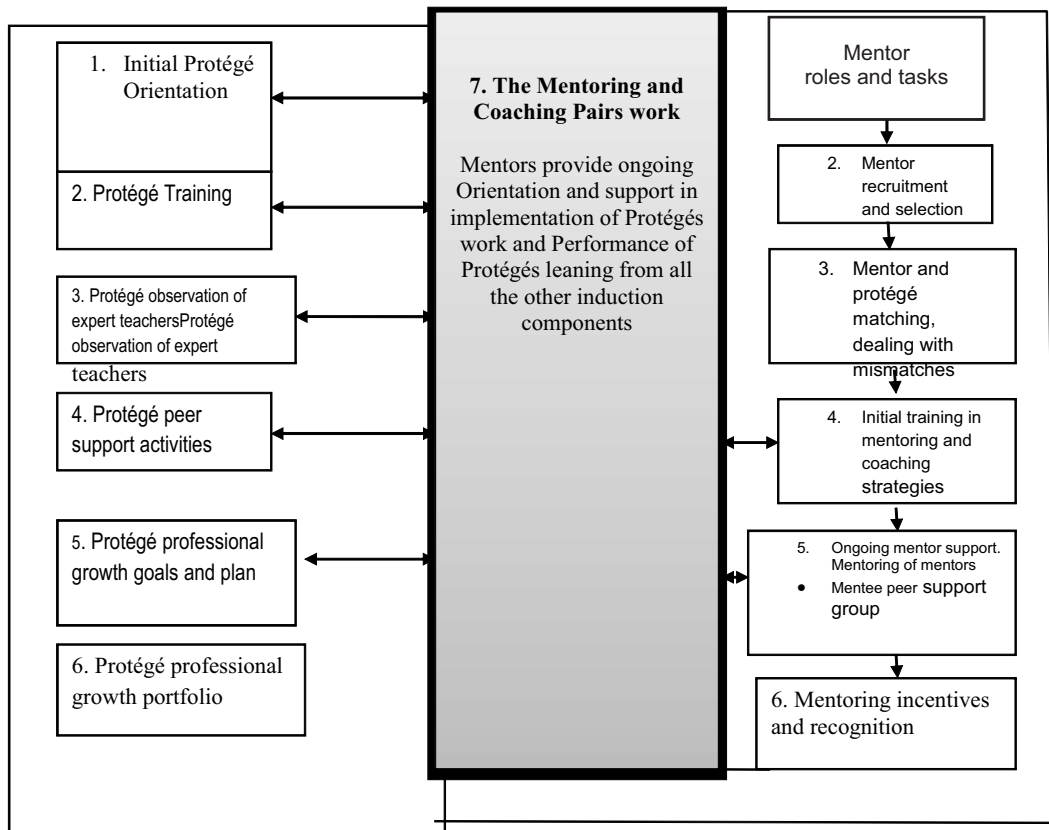 1. Initial Protégé
Orientation
2. Protégé Training
3. Protégé observation of
expert teachersProtégé
observation of expert
teachers
4. Protégé peer
support activities
5. Protégé professional
growth goals and plan
6. Protégé professional
growth portfolio
7. The Mentoring and
Coaching Pairs work
Mentors provide ongoing
Orientation and support in
implementation of Protégés
work and Performance of
Protégés leaning from all
the other induction
components
Mentor
roles and tasks
2. Mentor
recruitment
and selection
3. Mentor and
protégé
matching,
dealing with
mismatches
4. Initial training in
mentoring and
coaching
strategies
5. Ongoing mentor support.
Mentoring of mentors
• Mentee peer support
group
6. Mentoring incentives
and recognition